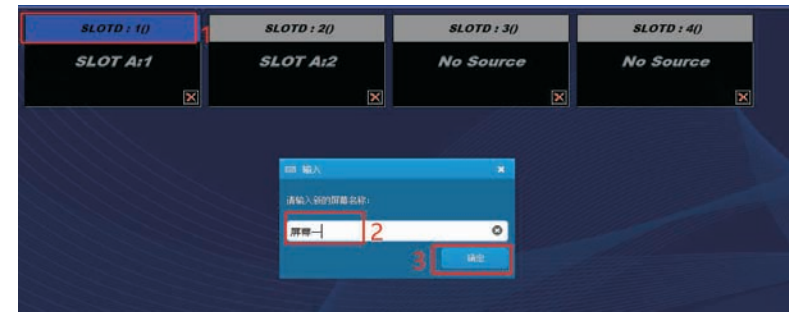 SLOTD : 1()
1
SLOTD : 2()
SLOTD : 3()
SLOTD : 4()
SLOT A:1
SLOT A:2
No Source
No Source
输入
请输入新的屏幕名称:
屏幕一
2
3
确定